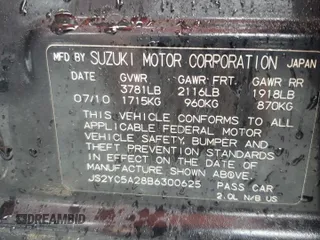 MFD BY SUZUKI MOTOR CORPORATION JAPAN
DATE GVWR GAWR FRT. GAWR RR
3781LB 2116LB 1918LB
07/10 1715KG 960KG 870KG
THIS VEHICLE CONFORMS TO ALL
APPLICABLE FEDERAL MOTOR
VEHICLE SAFETY, BUMPER AND
THEFT PREVENTION STANDARDS
IN EFFECT ON THE DATE OF
MANUFACTURE SHOWN ABOVE.
JS2YC5A28B6300625 PASS CAR
2.0L N/B US
DREAMBID